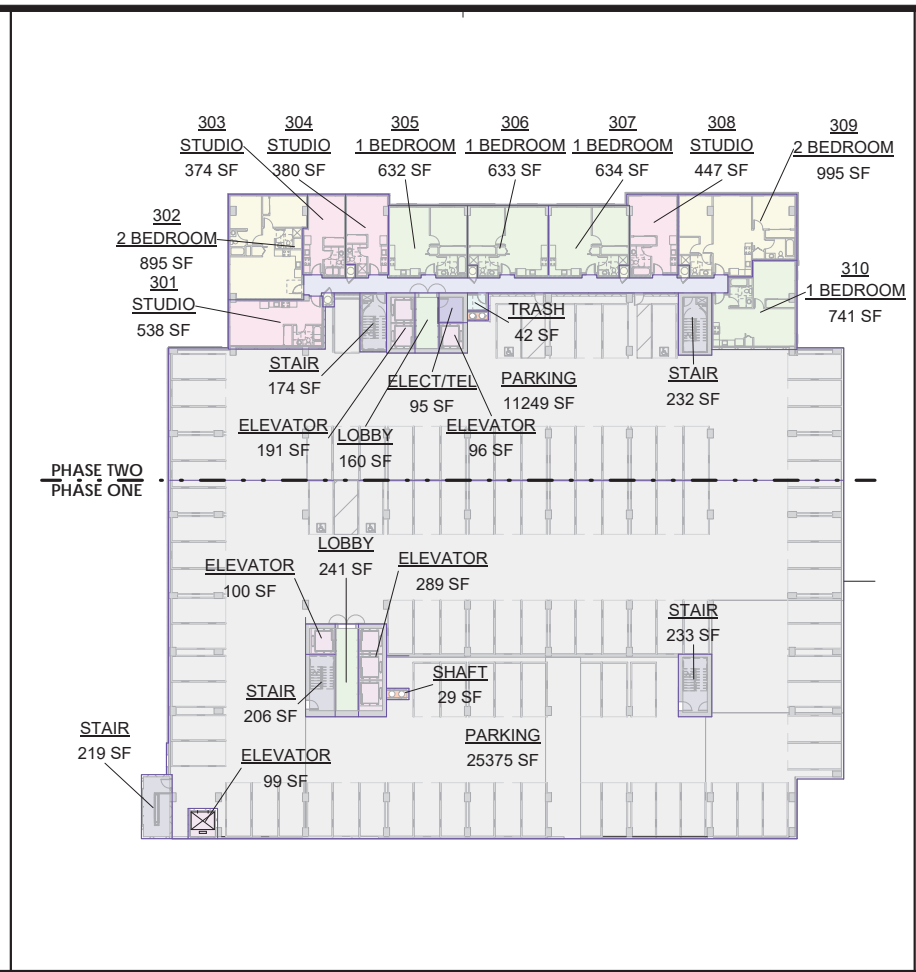 303
STUDIO
374 SF
304
STUDIO
380 SF
305
1 BEDROOM
632 SF
306
1 BEDROOM
633 SF
307
1 BEDROOM
634 SF
308
STUDIO
447 SF
309
2 BEDROOM
995 SF
302
2 BEDROOM
895 SF
301
STUDIO
538 SF
310
1 BEDROOM
741 SF
TRASH
42 SF
STAIR
174 SF
ELECT/TEL
95 SF
PARKING
11249 SF
STAIR
232 SF
ELEVATOR
191 SF
LOBBY
160 SF
ELEVATOR
96 SF
PHASE TWO
PHASE ONE
LOBBY
241 SF
ELEVATOR
100 SF
ELEVATOR
289 SF
STAIR
233 SF
STAIR
206 SF
SHAFT
29 SF
STAIR
219 SF
PARKING
25375 SF
ELEVATOR
99 SF